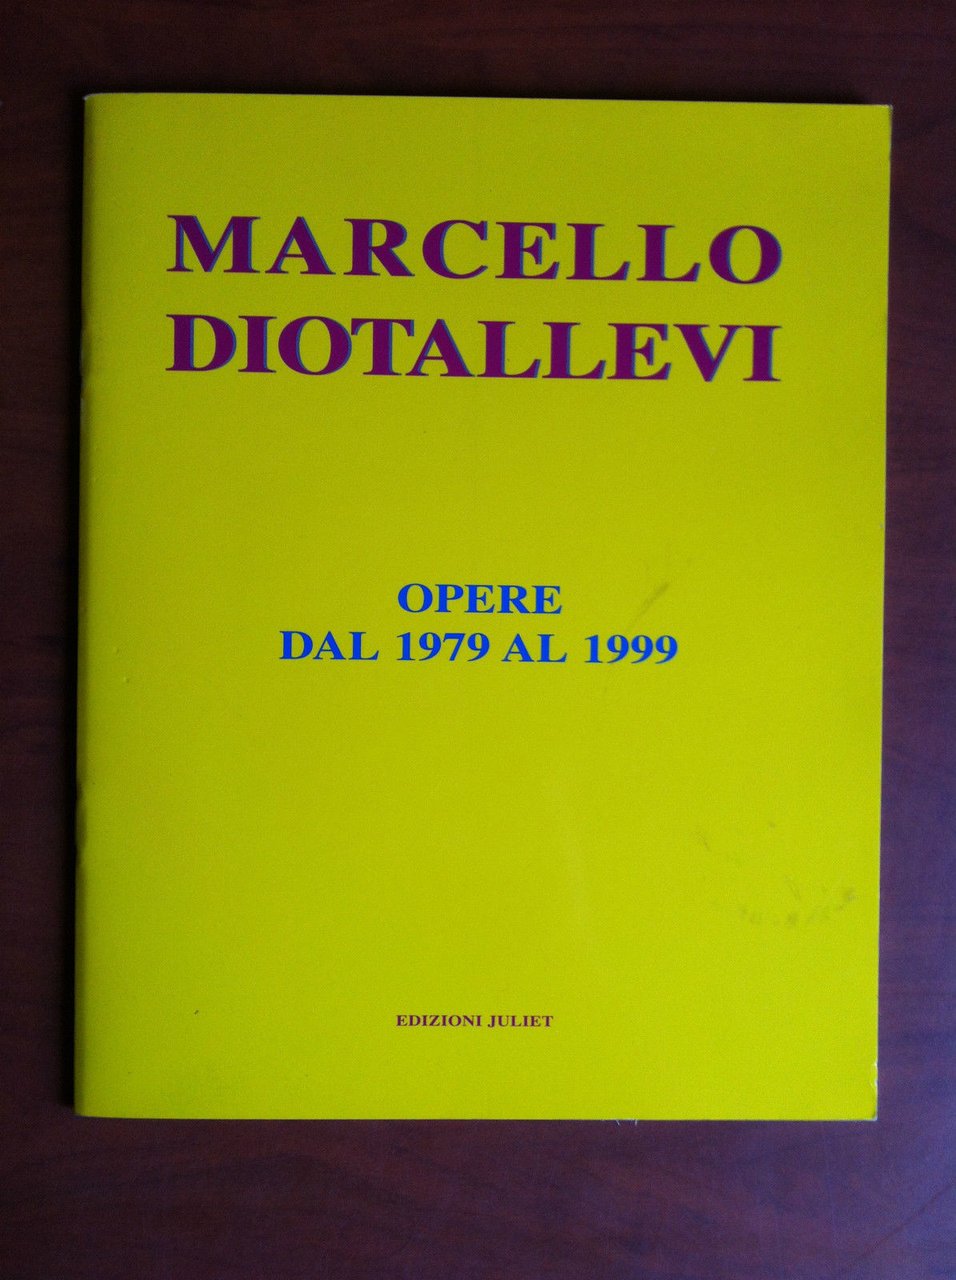 MARCELLO
DIOTALLEVI
OPERE
DAL 1979 AL 1999
EDIZIONI JULIET